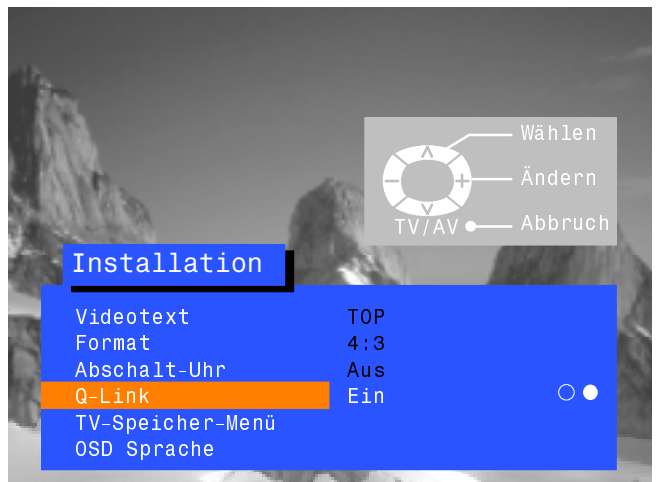 Wählen
Ändern
TV/AV Abbruch
Installation
Videotext TOP
Format 4:3
Abschalt-Uhr Aus
Q-Link Ein
TV-Speicher-Menü
OSD Sprache